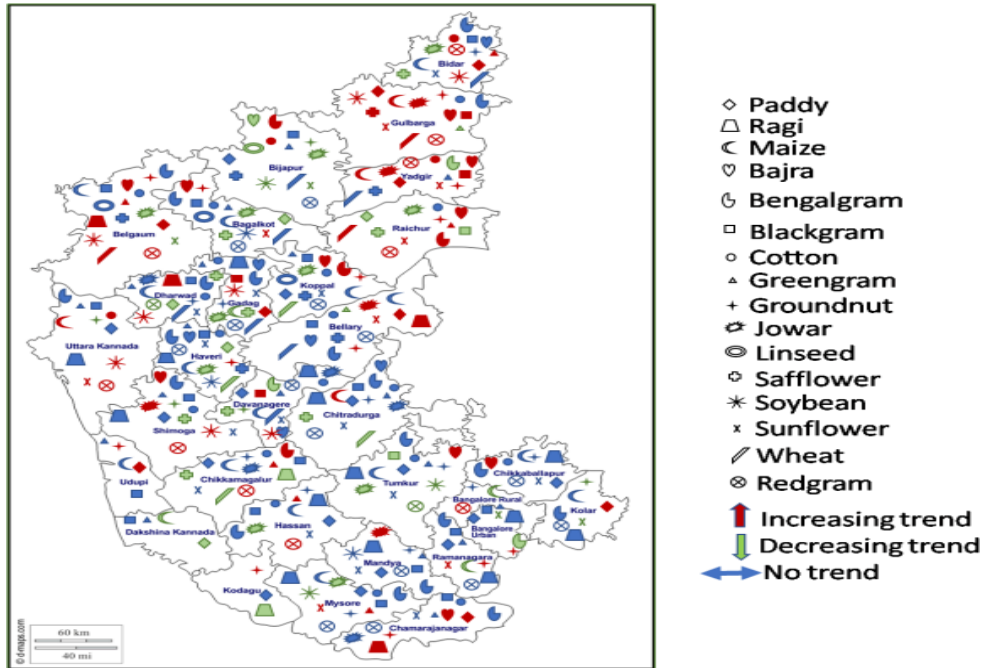 Bidar
Gulbarga
Bijapur
Yadgir
Bagalkot
Raichur
Belgaum
Dharwad
Gadag
Koppal
Bellary
Uttara Kannada
Haveri
Davanagere
Chitradurga
Shimoga
Udupi
Chikkamagalur
Tumkur
Chikkaballapur
Bangalore Rural
Kolar
Bangalore
Urban
Dakshina Kannada
Hassan
Ramanagara
Mandya
Kodagu
Mysore
Chamarajanagar
60 km
40 mi
© d-maps.com
Paddy
Ragi
Maize
Bajra
Bengalgram
Blackgram
Cotton
Greengram
Groundnut
Jowar
Linseed
Safflower
Soybean
Sunflower
Wheat
Redgram
Increasing trend
Decreasing trend
No trend